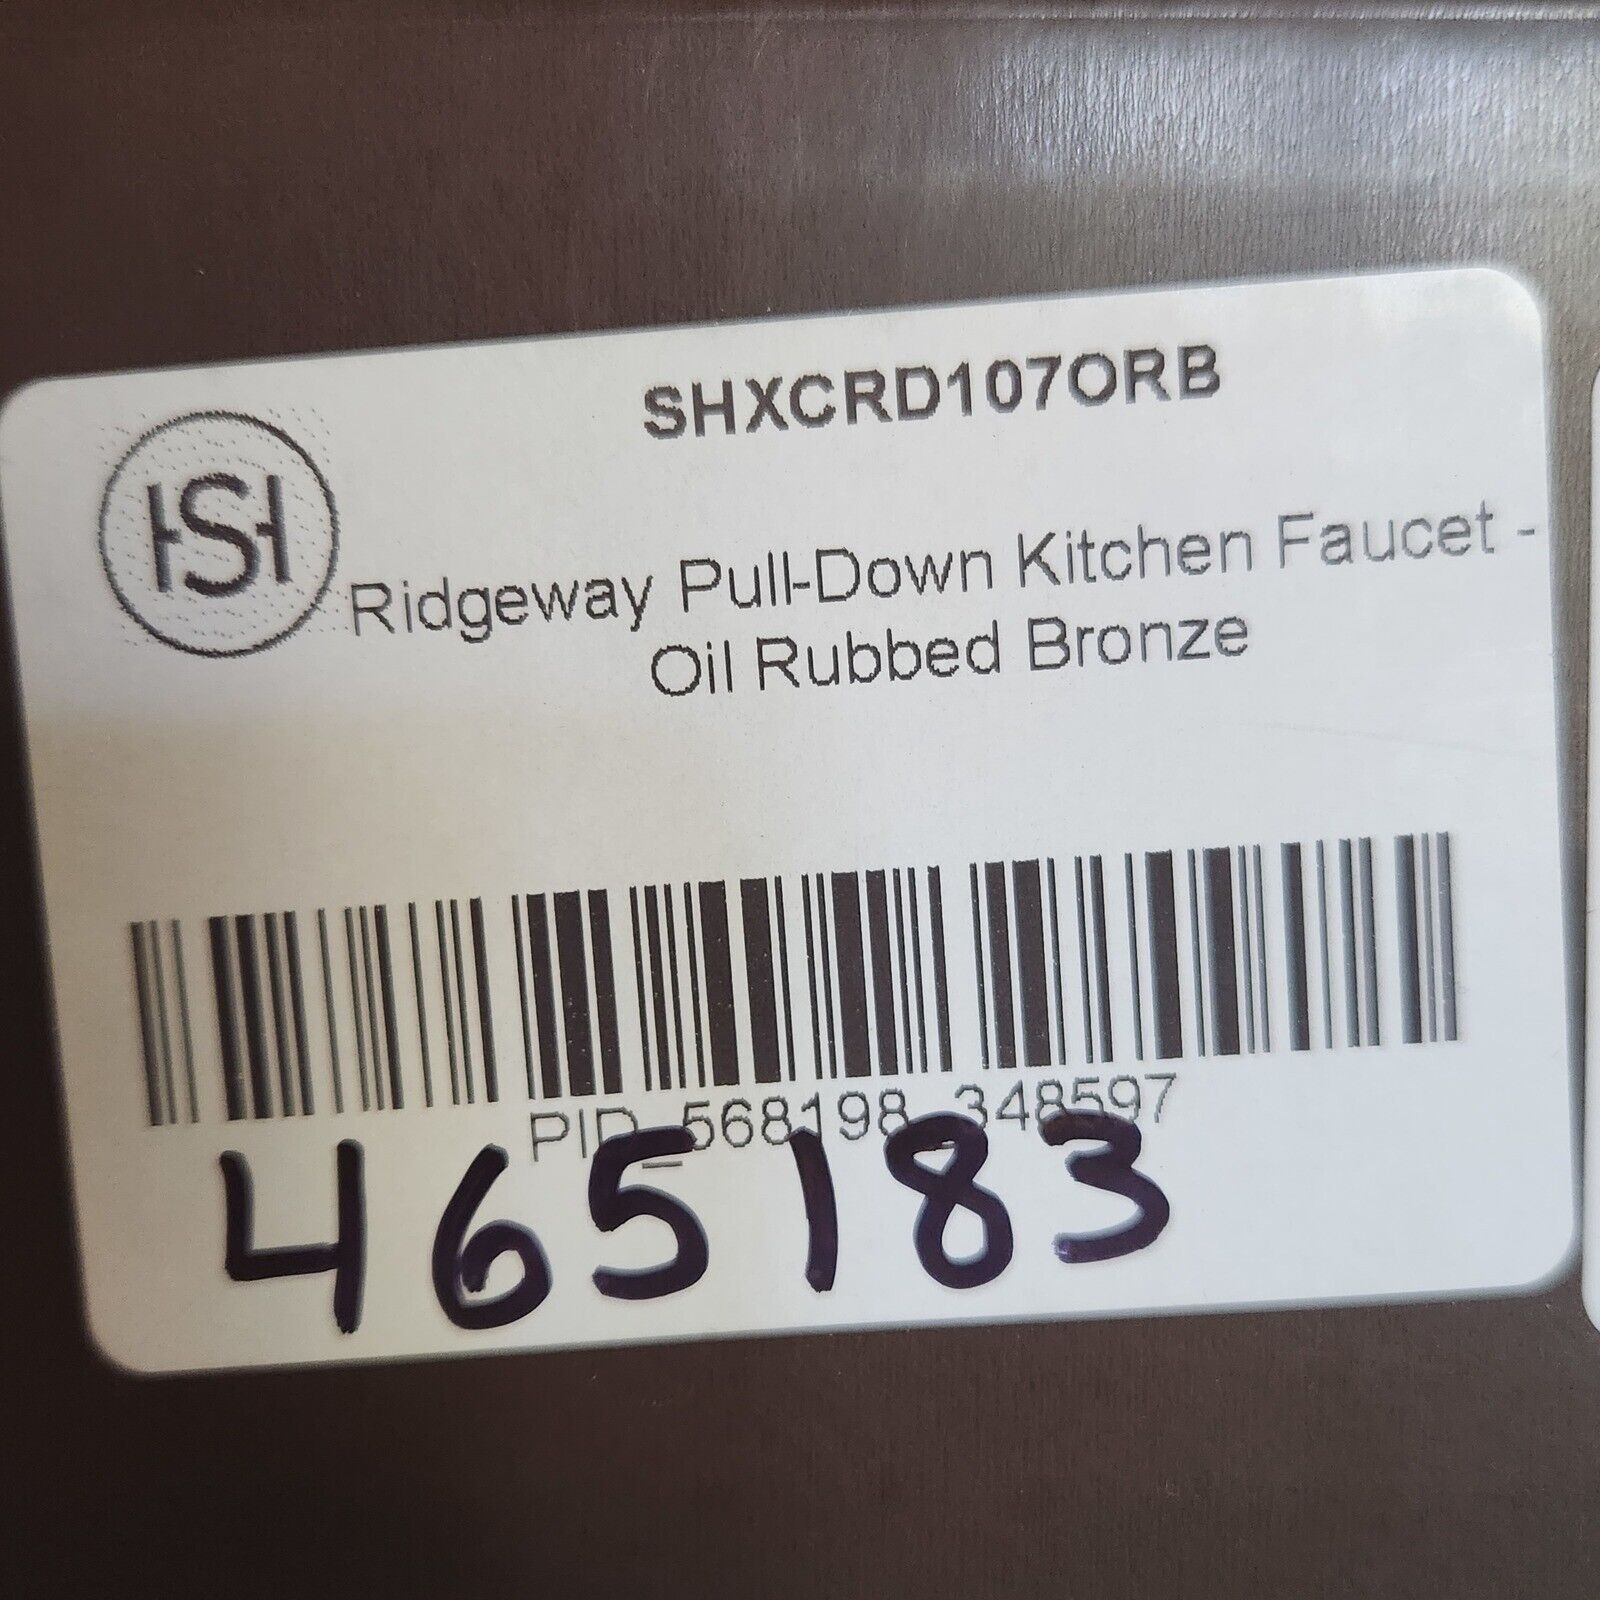 SHXCRD107ORB
SH
Ridgeway Pull-Down Kitchen Faucet -
Oil Rubbed Bronze
PID_568198_348597
465183